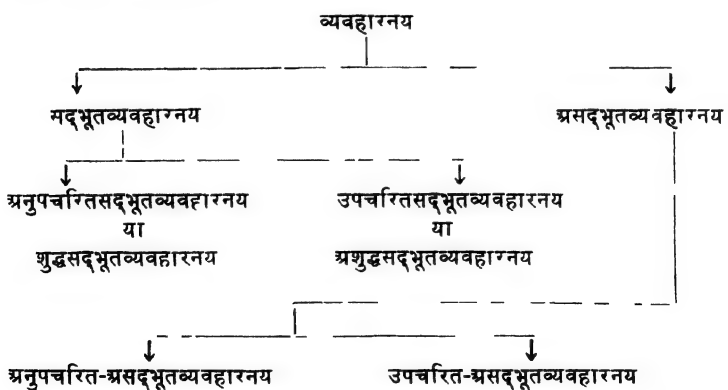 व्यवहारनय
सद्भूतव्यवहारनय असद्भूतव्यवहारनय
अनुपचरितसद्भूतव्यवहारनय उपचरितसद्भूतव्यवहारनय
या या
शुद्धसद्भूतव्यवहारनय अशुद्धसद्भूतव्यवहारनय
अनुपचरित-असद्भूतव्यवहारनय उपचरित-असद्भूतव्यवहारनय